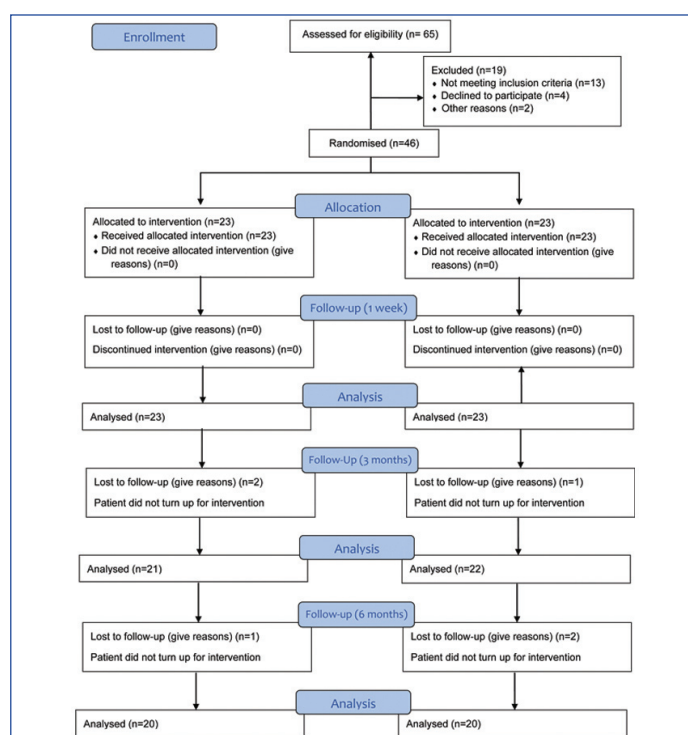 Enrollment
Assessed for eligibility (n= 65)
Excluded (n=19)
♦ Not meeting inclusion criteria (n=13)
♦ Declined to participate (n=4)
♦ Other reasons (n=2)
Randomised (n=46)
Allocation
Allocated to intervention (n=23)
♦ Received allocated intervention (n=23)
♦ Did not receive allocated intervention (give
reasons) (n=0)
Allocated to intervention (n=23)
♦ Received allocated intervention (n=23)
♦ Did not receive allocated intervention (give
reasons) (n=0)
Follow-up (1 week)
Lost to follow-up (give reasons) (n=0)
Discontinued intervention (give reasons) (n=0)
Lost to follow-up (give reasons) (n=0)
Discontinued intervention (give reasons) (n=0)
Analysis
Analysed (n=23)
Analysed (n=23)
Follow-Up (3 months)
Lost to follow-up (give reasons) (n=2)
Patient did not turn up for intervention
Lost to follow-up (give reasons) (n=1)
Patient did not turn up for intervention
Analysis
Analysed (n=21)
Analysed (n=22)
Follow-up (6 months)
Lost to follow-up (give reasons) (n=1)
Patient did not turn up for intervention
Lost to follow-up (give reasons) (n=2)
Patient did not turn up for intervention
Analysis
Analysed (n=20)
Analysed (n=20)